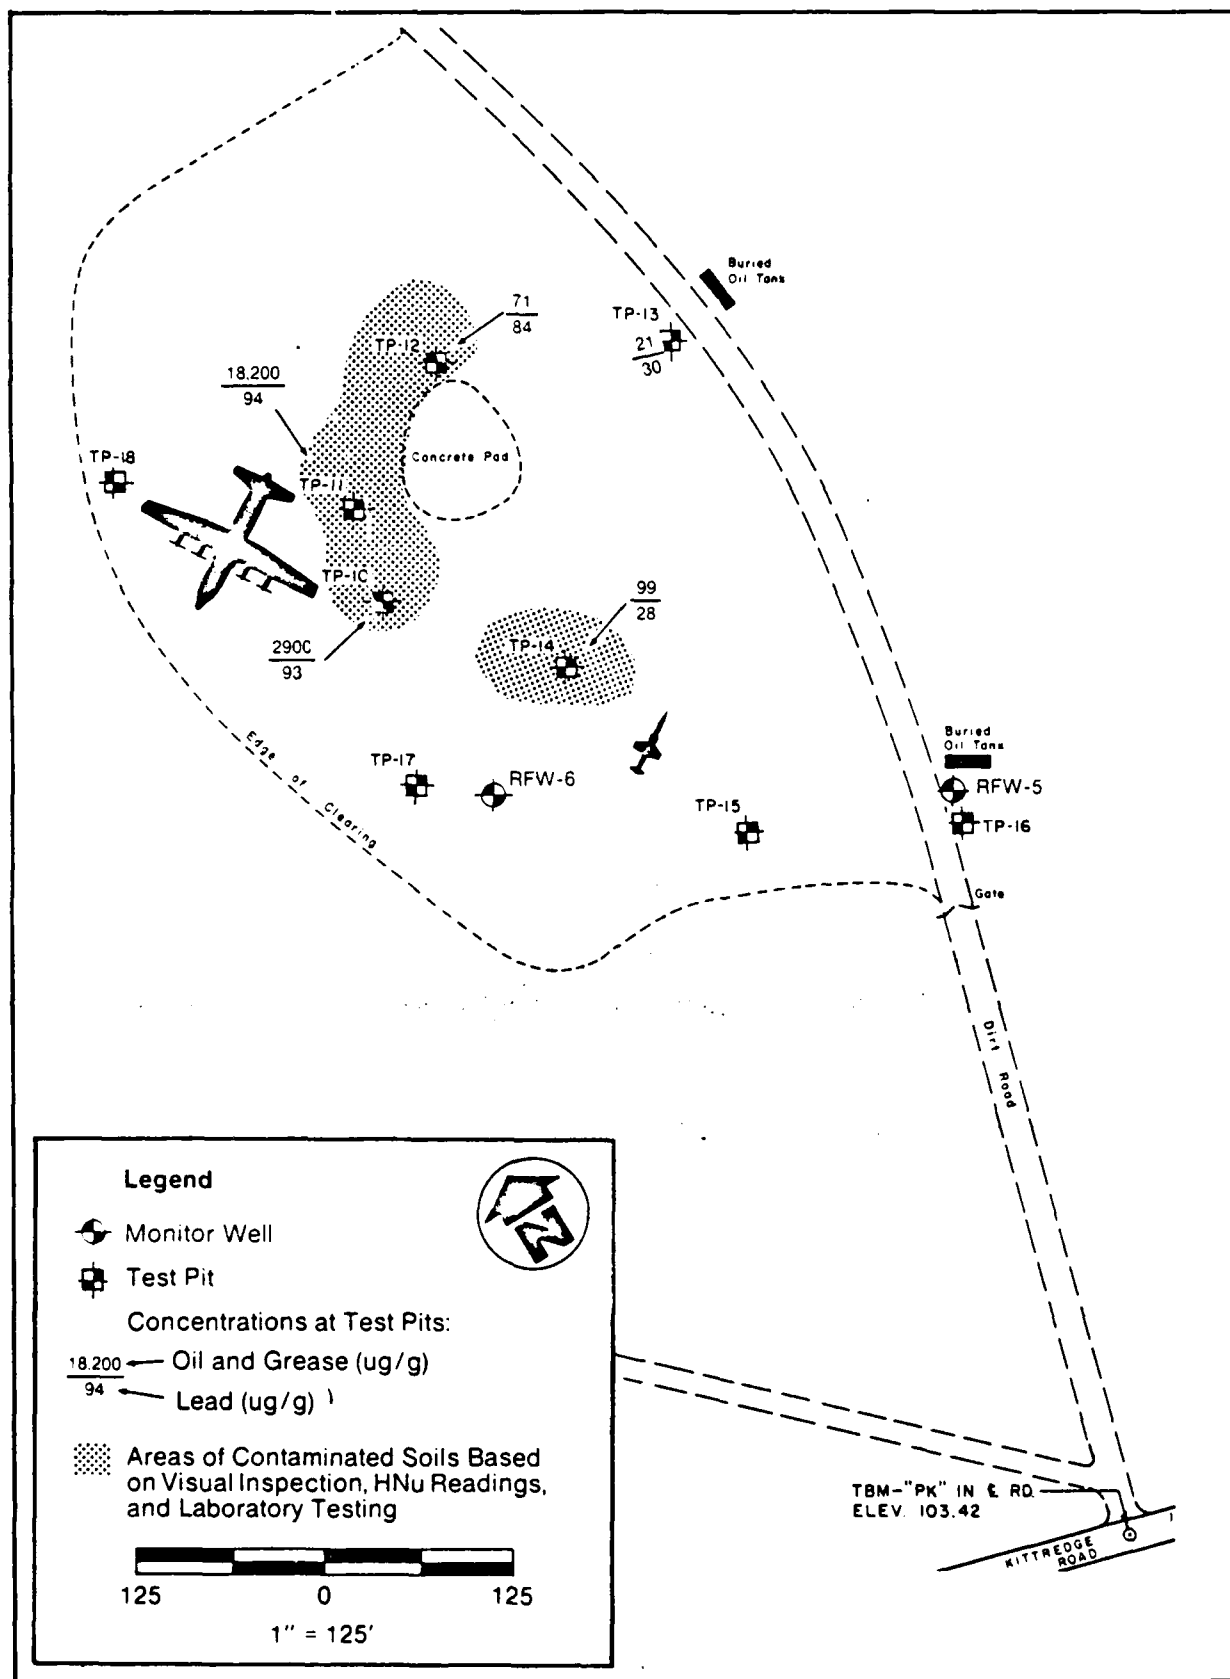 Buried
Oil Tank
TP-13
21
30
71
84
TP-12
18.200
94
Concrete Pad
TP-18
TP-11
TP-10
2900
93
99
28
TP-14
Buried
Oil Tank
TP-17
RFW-6
RFW-5
TP-15
TP-16
Edge of Clearing
Gate
Dirt Road
Legend
N
Monitor Well
Test Pit
Concentrations at Test Pits:
18.200
Oil and Grease (ug/g)
94
Lead (ug/g)
Areas of Contaminated Soils Based
on Visual Inspection, HNu Readings,
and Laboratory Testing
125 0 125
1" = 125'
TBM-"PK" IN ℄ RD.
ELEV. 103.42
KITTREDGE
ROAD